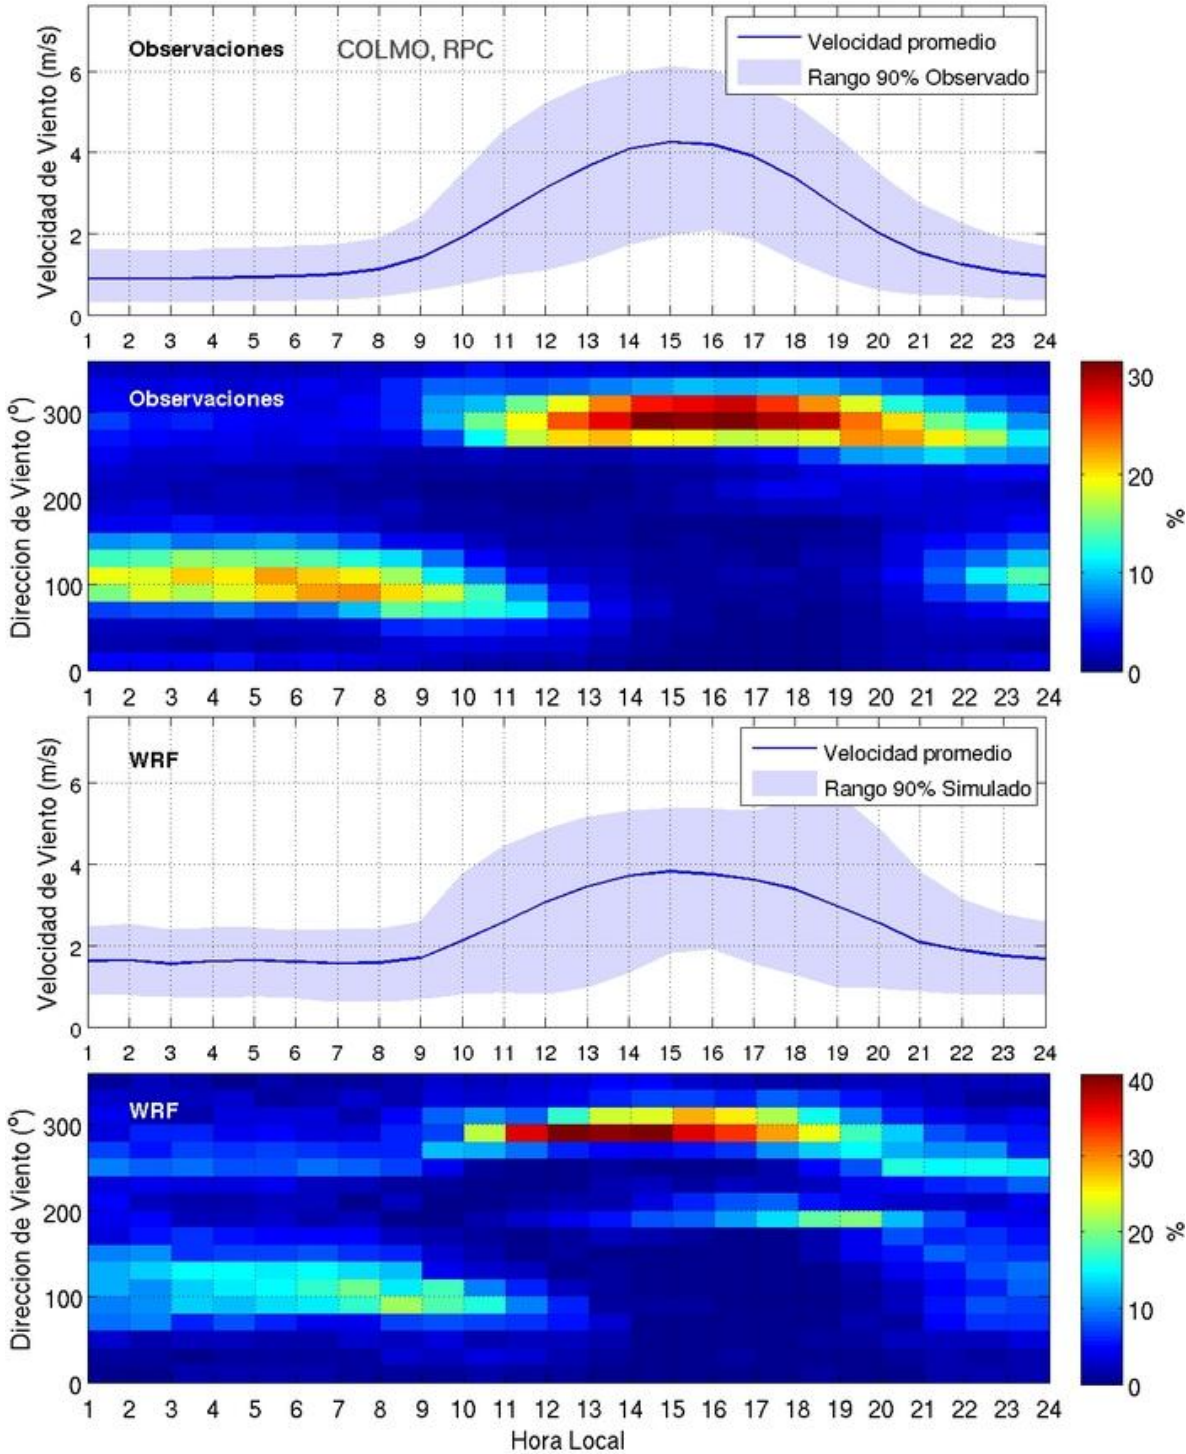 Observaciones COLMO, RPC
Velocidad promedio
Rango 90% Observado
Velocidad de Viento (m/s)
6
4
2
0
1 2 3 4 5 6 7 8 9 10 11 12 13 14 15 16 17 18 19 20 21 22 23 24
Observaciones
Direccion de Viento (º)
300
200
100
0
1 2 3 4 5 6 7 8 9 10 11 12 13 14 15 16 17 18 19 20 21 22 23 24
30
20
10
0
%
WRF
Velocidad promedio
Rango 90% Simulado
Velocidad de Viento (m/s)
6
4
2
0
1 2 3 4 5 6 7 8 9 10 11 12 13 14 15 16 17 18 19 20 21 22 23 24
WRF
Direccion de Viento (º)
300
200
100
0
1 2 3 4 5 6 7 8 9 10 11 12 13 14 15 16 17 18 19 20 21 22 23 24
40
30
20
10
0
%
Hora Local